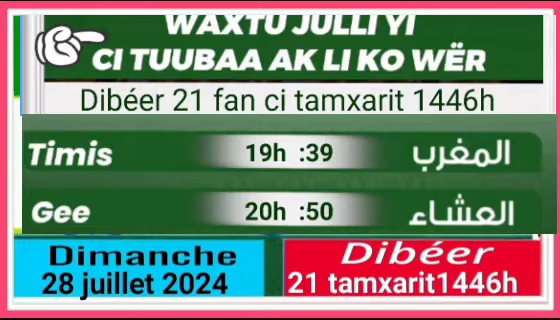 WAXTU JULLI YI
CI TUUBAA AK LI KO WËR
Dibéer 21 fan ci tamxarit 1446h
Timis 19h :39 المغرب
Gee 20h :50 العشاء
Dimanche
28 juillet 2024
Dibéer
21 tamxarit1446h